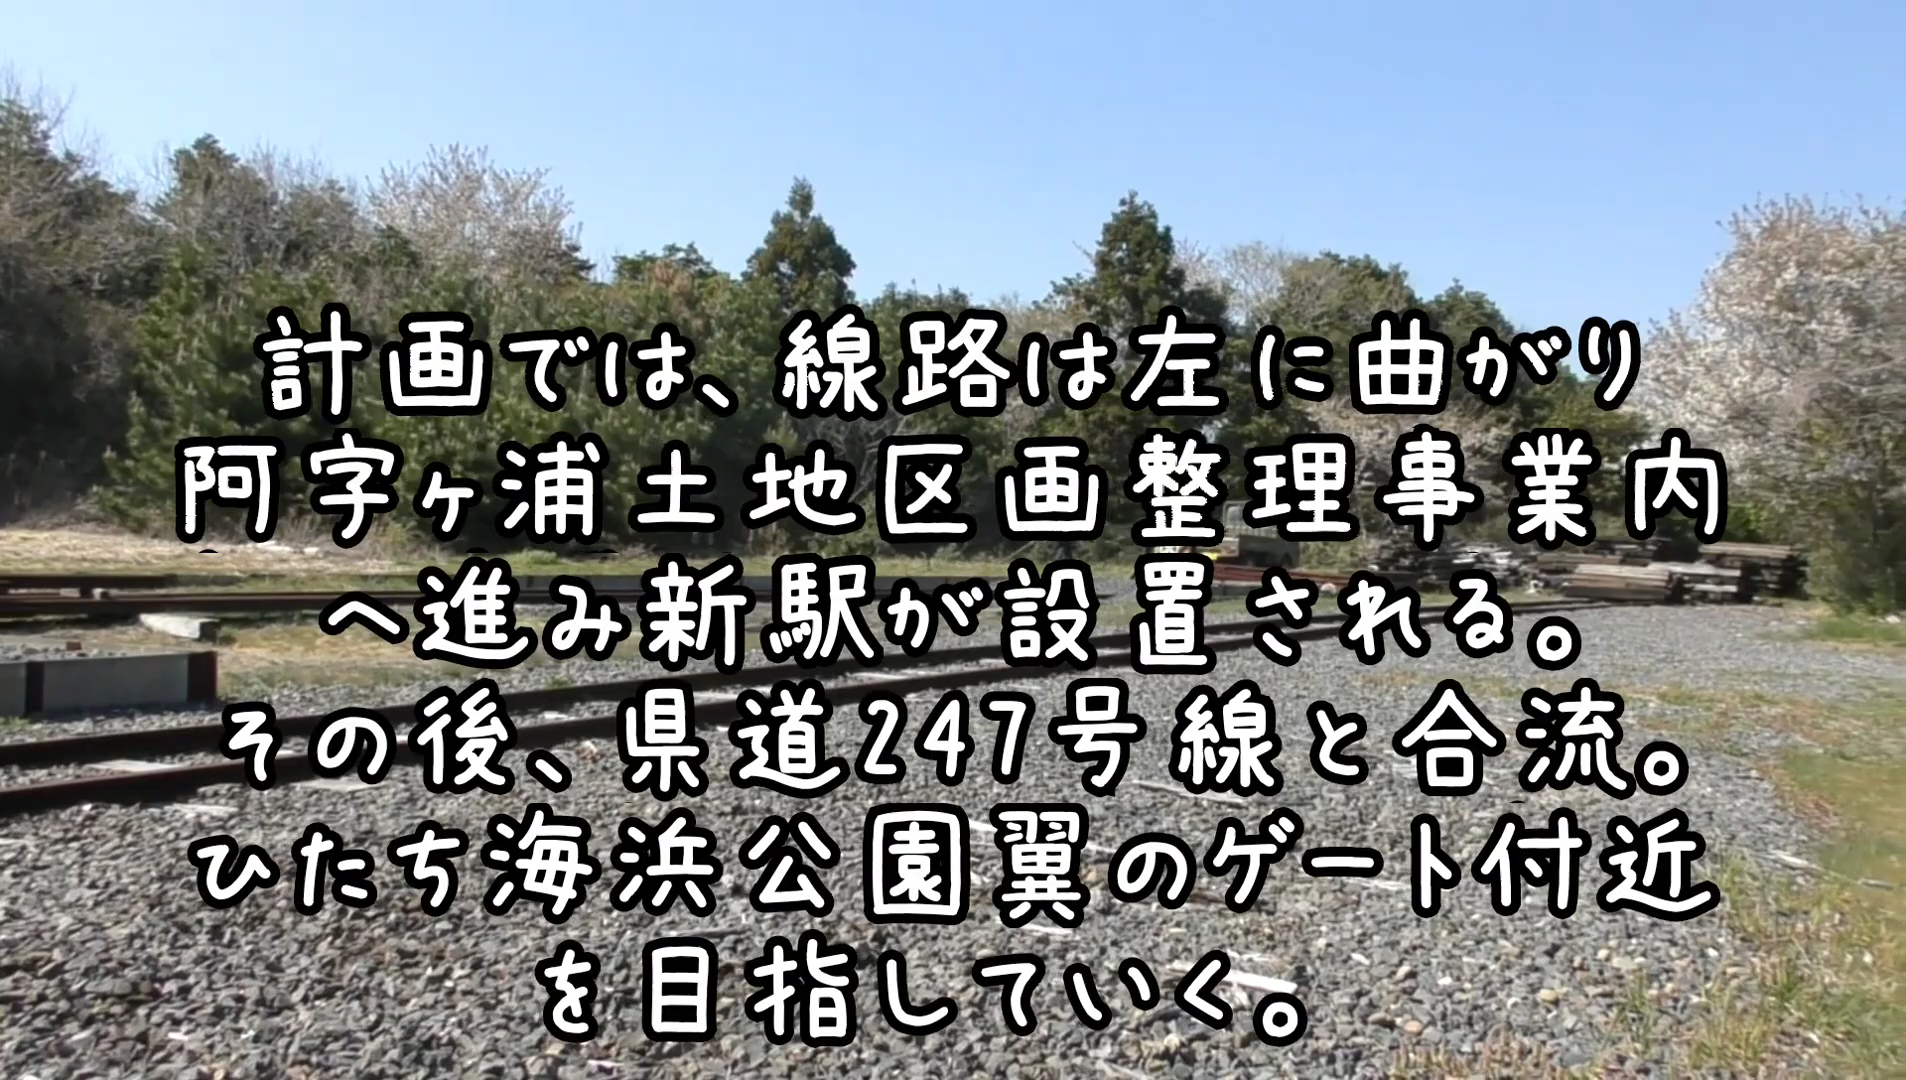 計画では、線路は左に曲がり
阿字ヶ浦土地区画整理事業内
へ進み新駅が設置される。
その後、県道247号線と合流。
ひたち海浜公園翼のゲート付近
を目指していく。